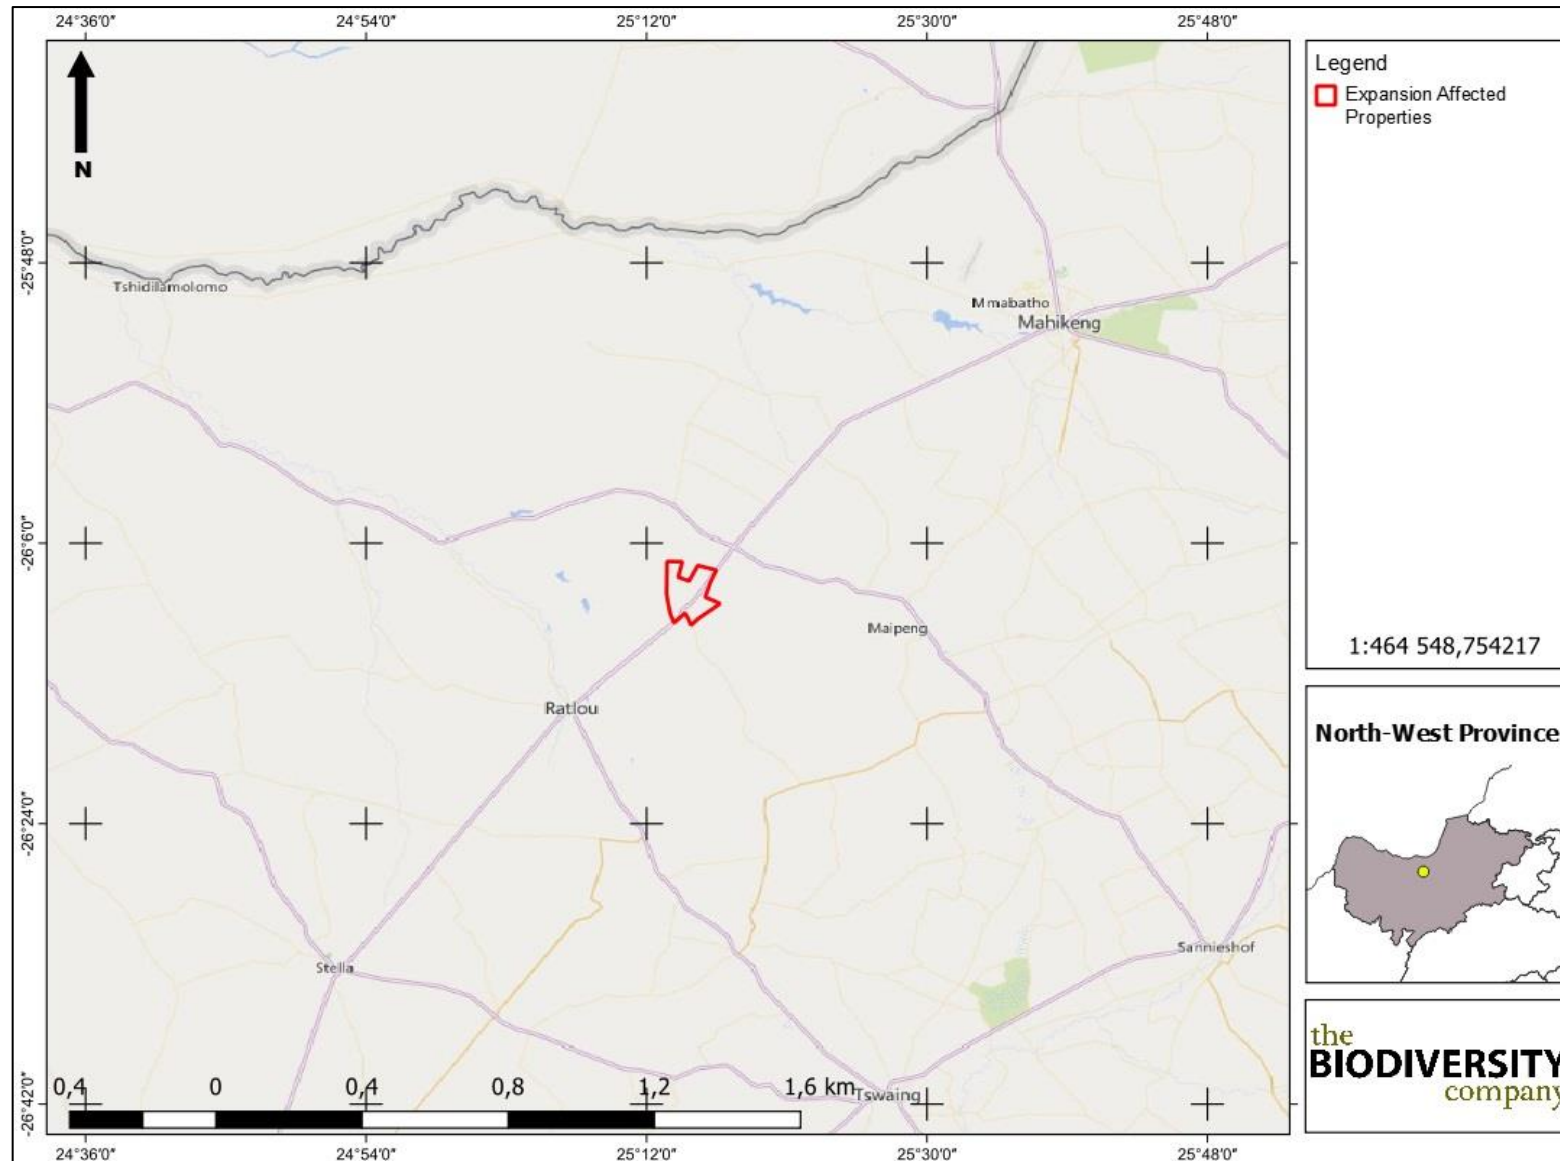 24°36'0" 24°54'0" 25°12'0" 25°30'0" 25°48'0"
N
-25°48'0"
Tshidilamolomo
Mmabatho
Mahikeng
-26°6'0"
Maipeng
Ratlou
-26°24'0"
Sannieshof
Stella
Tswaing
-26°42'0"
0,4 0 0,4 0,8 1,2 1,6 km
24°36'0" 24°54'0" 25°12'0" 25°30'0" 25°48'0"
Legend
Expansion Affected
Properties
1:464 548,754217
North-West Province
the
BIODIVERSITY
company